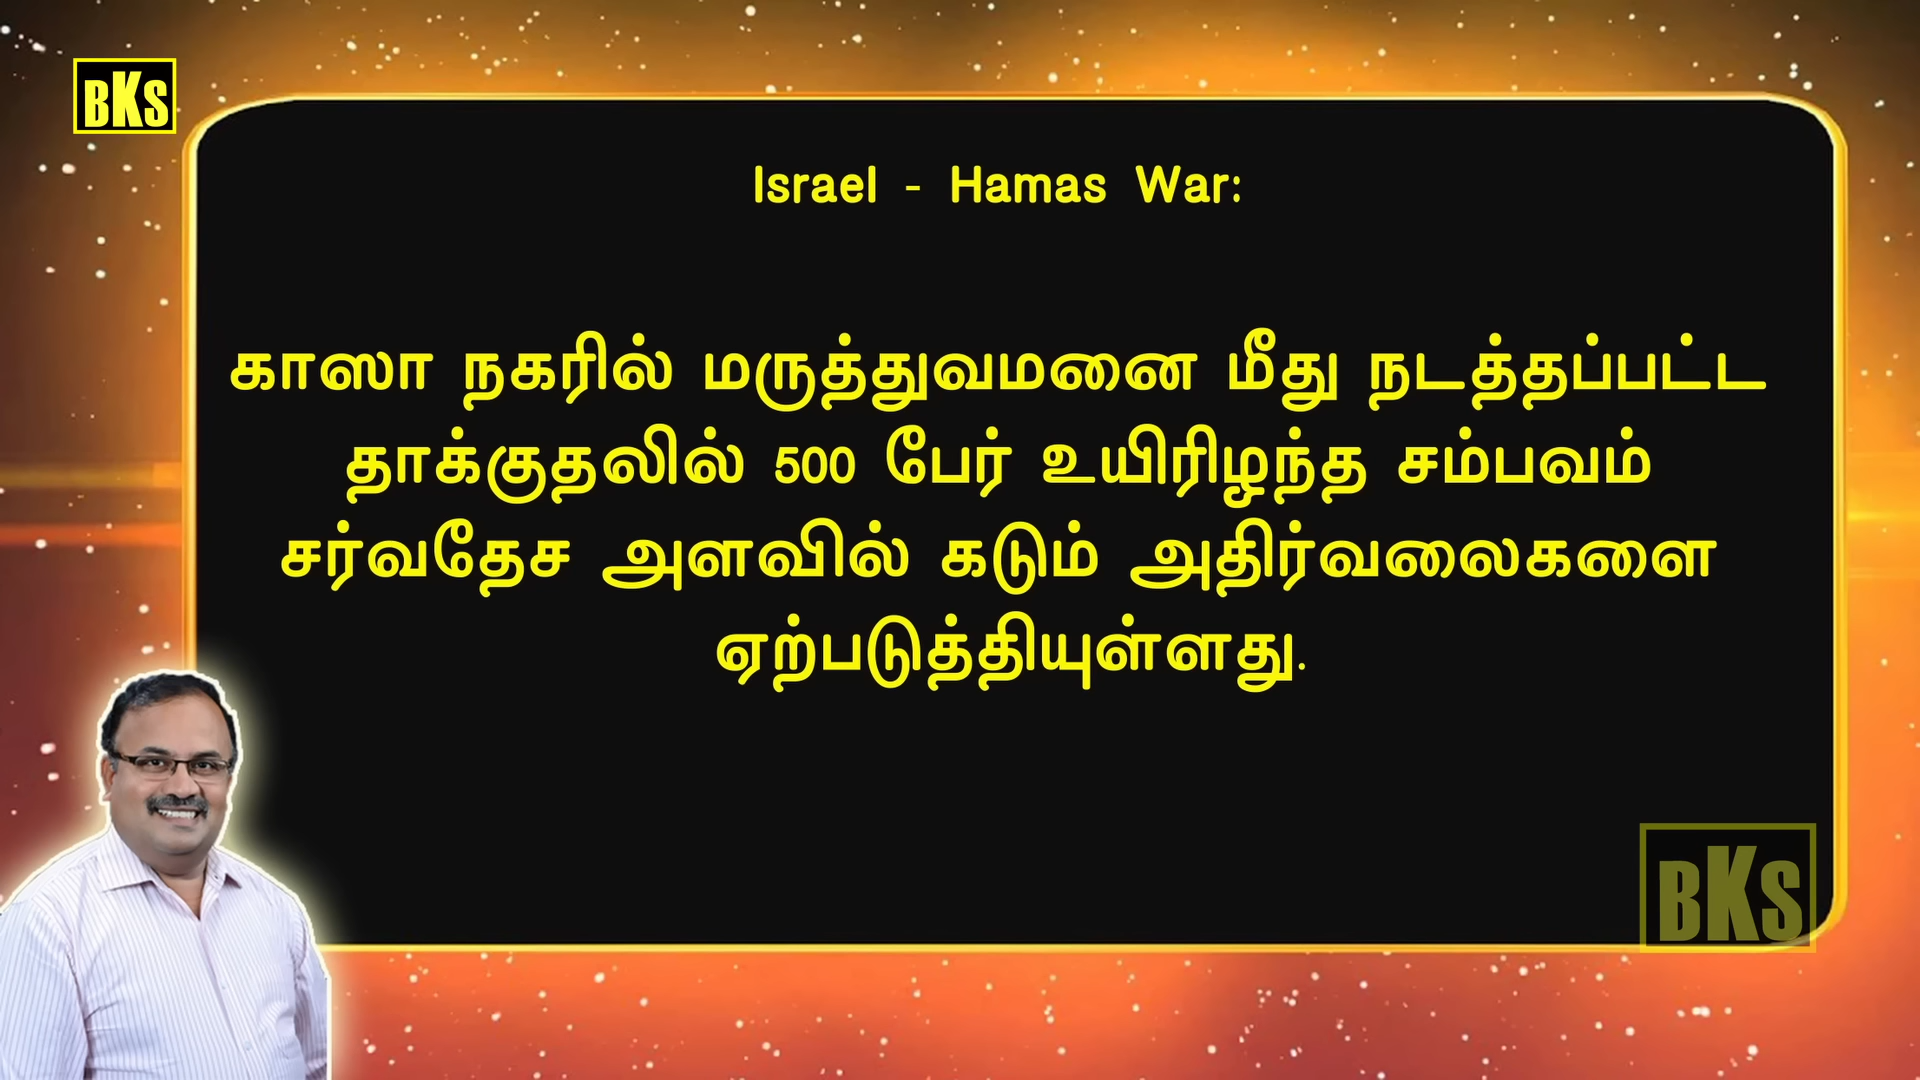 BKS
Israel - Hamas War:
காஸா நகரில் மருத்துவமனை மீது நடத்தப்பட்ட
தாக்குதலில் 500 பேர் உயிரிழந்த சம்பவம்
சர்வதேச அளவில் கடும் அதிர்வலைகளை
ஏற்படுத்தியுள்ளது.
BKS